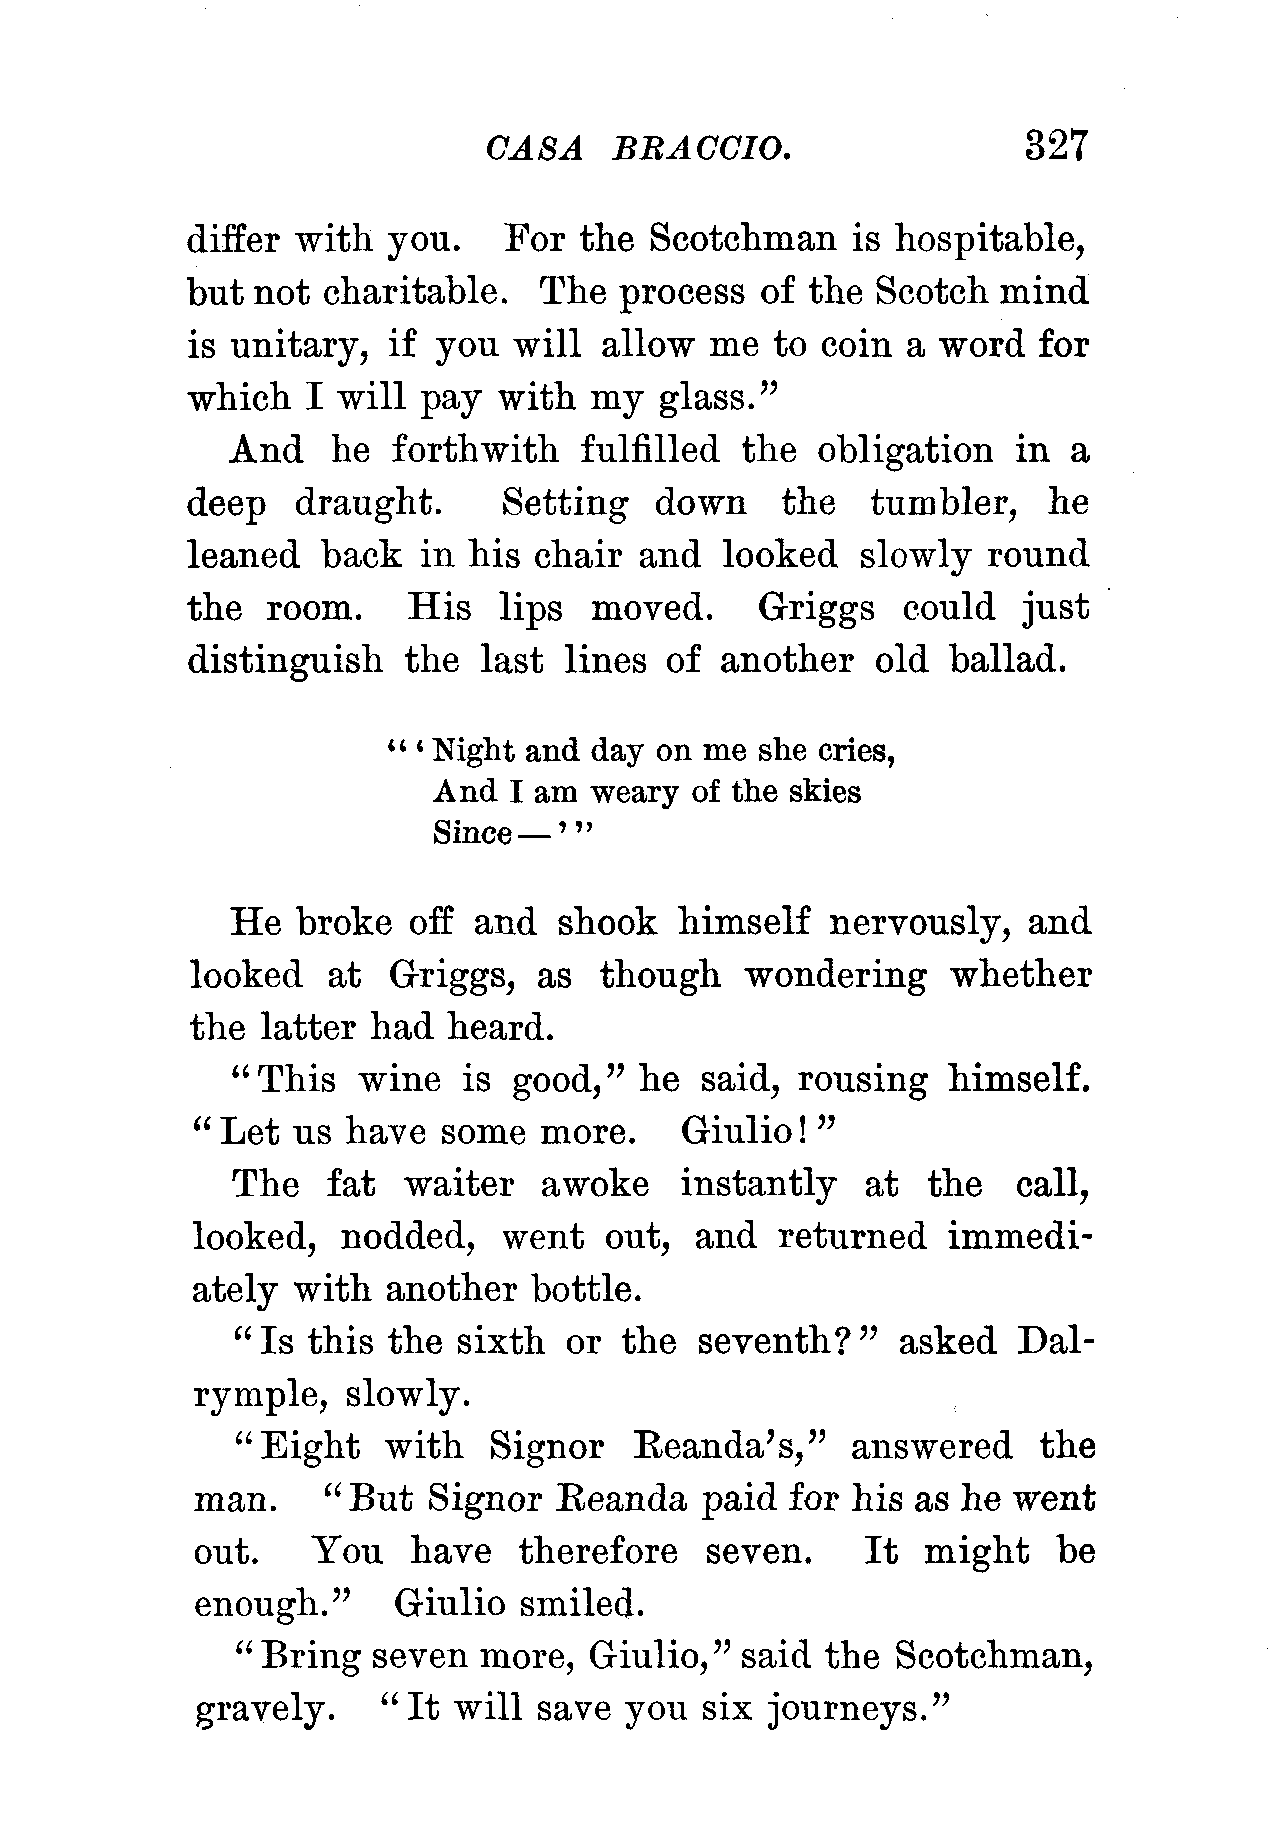 CASA BRACCIO. 327
differ with you. For the Scotchman is hospitable,
but not charitable. The process of the Scotch mind
is unitary, if you will allow me to coin a word for
which I will pay with my glass."
And he forthwith fulfilled the obligation in a
deep draught. Setting down the tumbler, he
leaned back in his chair and looked slowly round
the room. His lips moved. Griggs could just
distinguish the last lines of another old ballad.
"'Night and day on me she cries,
And I am weary of the skies
Since—'"
He broke off and shook himself nervously, and
looked at Griggs, as though wondering whether
the latter had heard.
"This wine is good," he said, rousing himself.
"Let us have some more. Giulio!"
The fat waiter awoke instantly at the call,
looked, nodded, went out, and returned immedi-
ately with another bottle.
"Is this the sixth or the seventh?" asked Dal-
rymple, slowly.
"Eight with Signor Reanda's," answered the
man. "But Signor Reanda paid for his as he went
out. You have therefore seven. It might be
enough." Giulio smiled.
"Bring seven more, Giulio," said the Scotchman,
gravely. "It will save you six journeys."